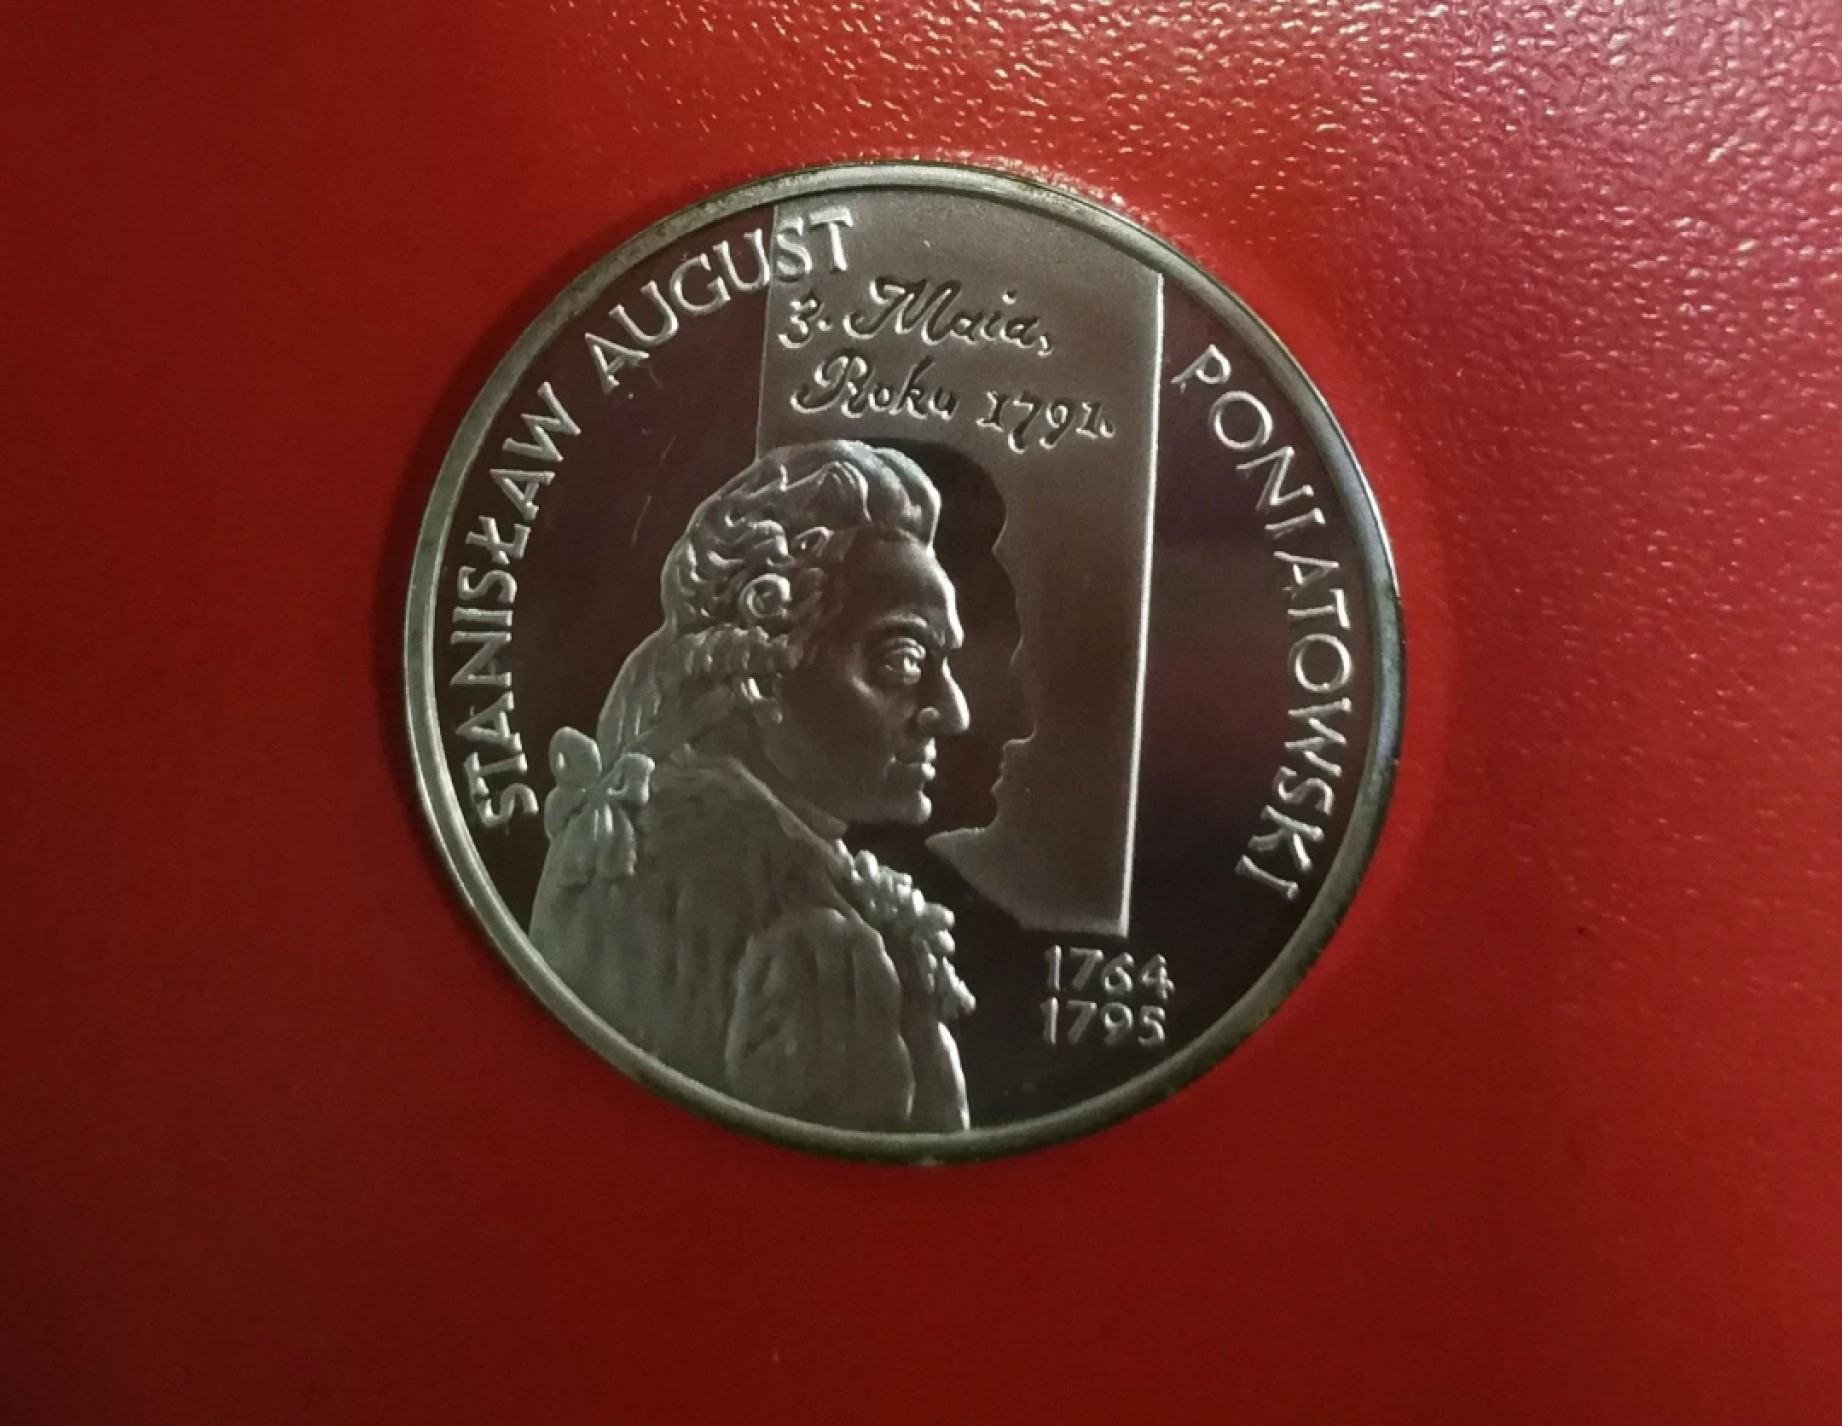 STANISŁAW AUGUST PONIATOWSKI
3. Maia,
Roku 1791.
1764
1795